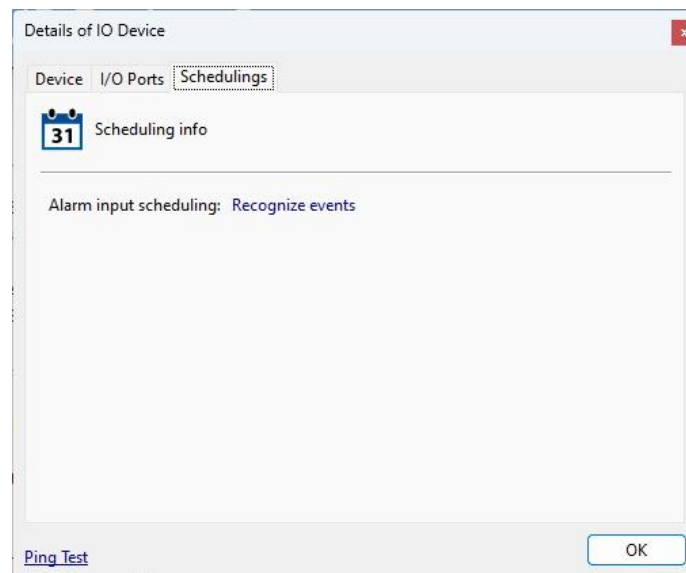 Details of IO Device
x
Device I/O Ports Schedulings
31 Scheduling info
Alarm input scheduling: Recognize events
Ping Test OK